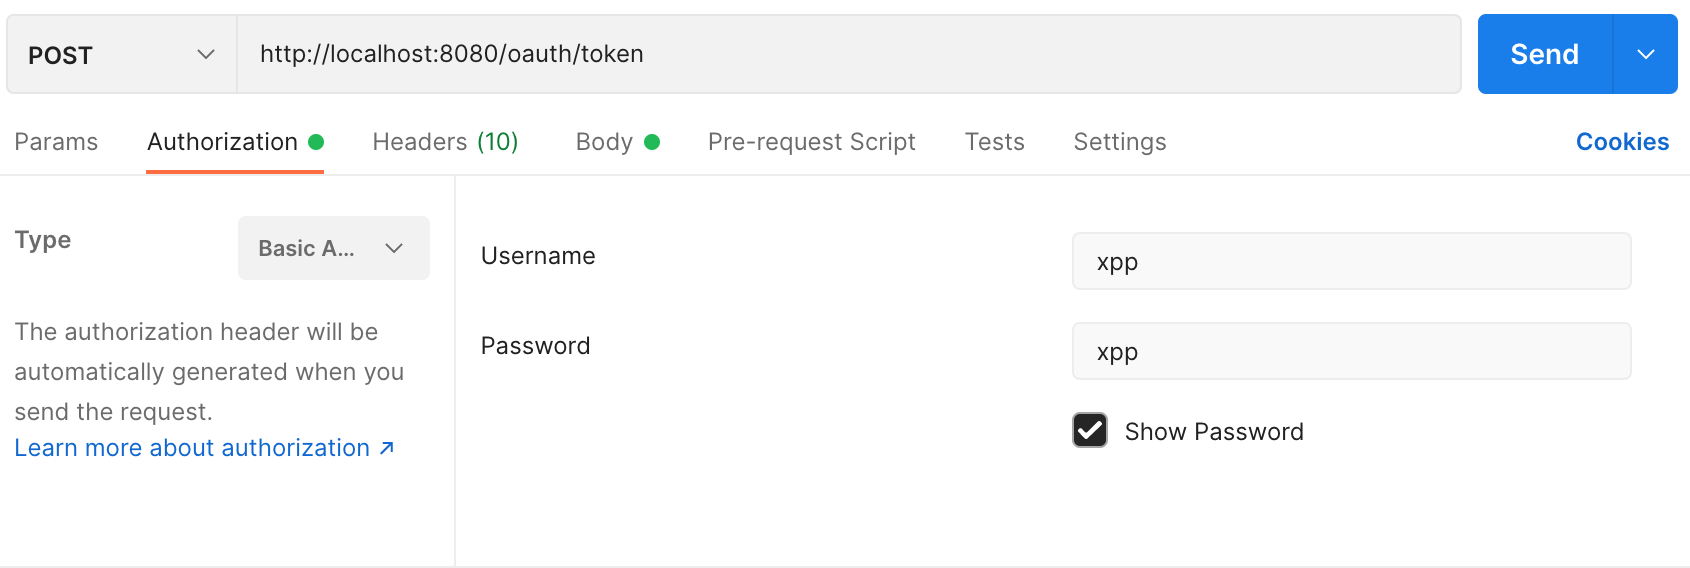 POST http://localhost:8080/oauth/token Send
Params Authorization Headers (10) Body Pre-request Script Tests Settings Cookies
Type Basic A...
The authorization header will be
automatically generated when you
send the request.
Learn more about authorization ↗
Username xpp
Password xpp
Show Password